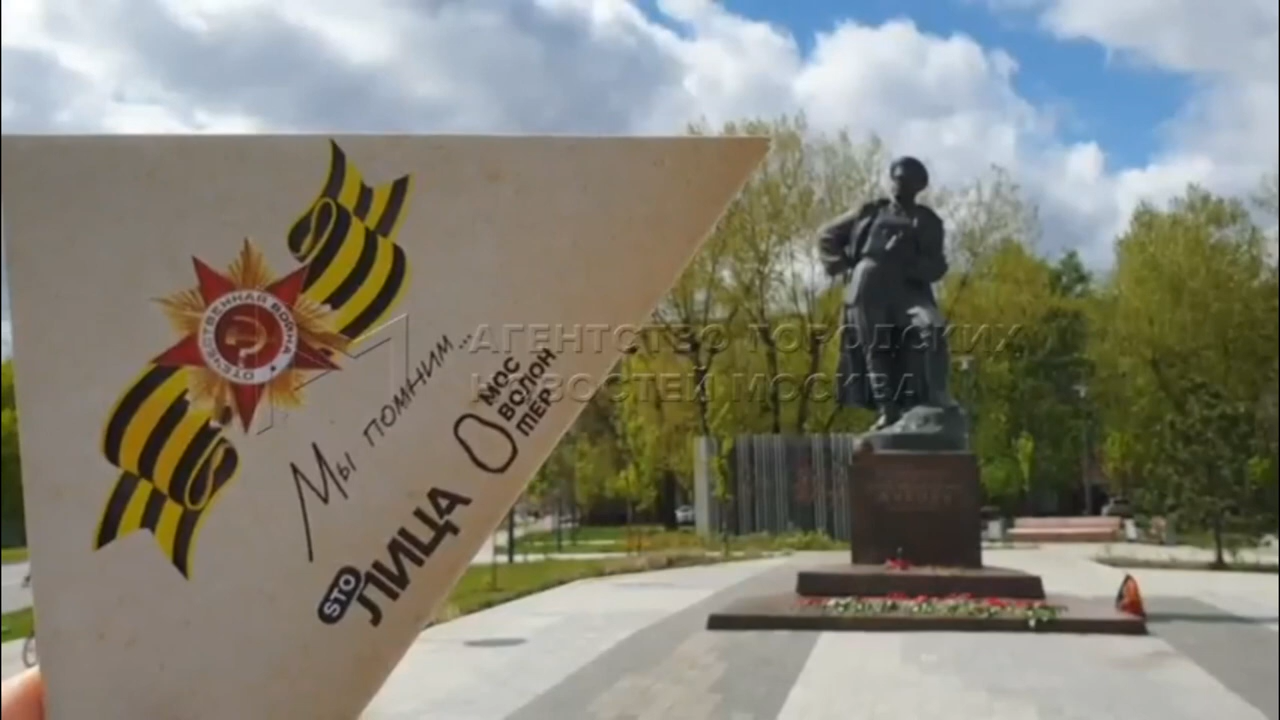 ОТЕЧЕСТВЕННАЯ ВОЙНА
Мы помним...
МОС
ВОЛОН
ТЁР
STO
ЛИЦА
АГЕНТСТВО ГОРОДСКИХ
НОВОСТЕЙ МОСКВА